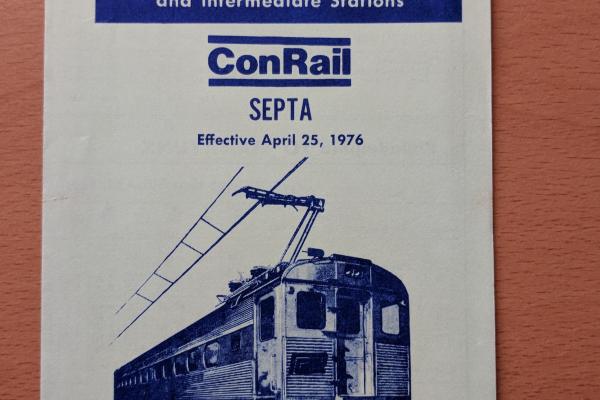 and Intermediate Stations
ConRail
SEPTA
Effective April 25, 1976